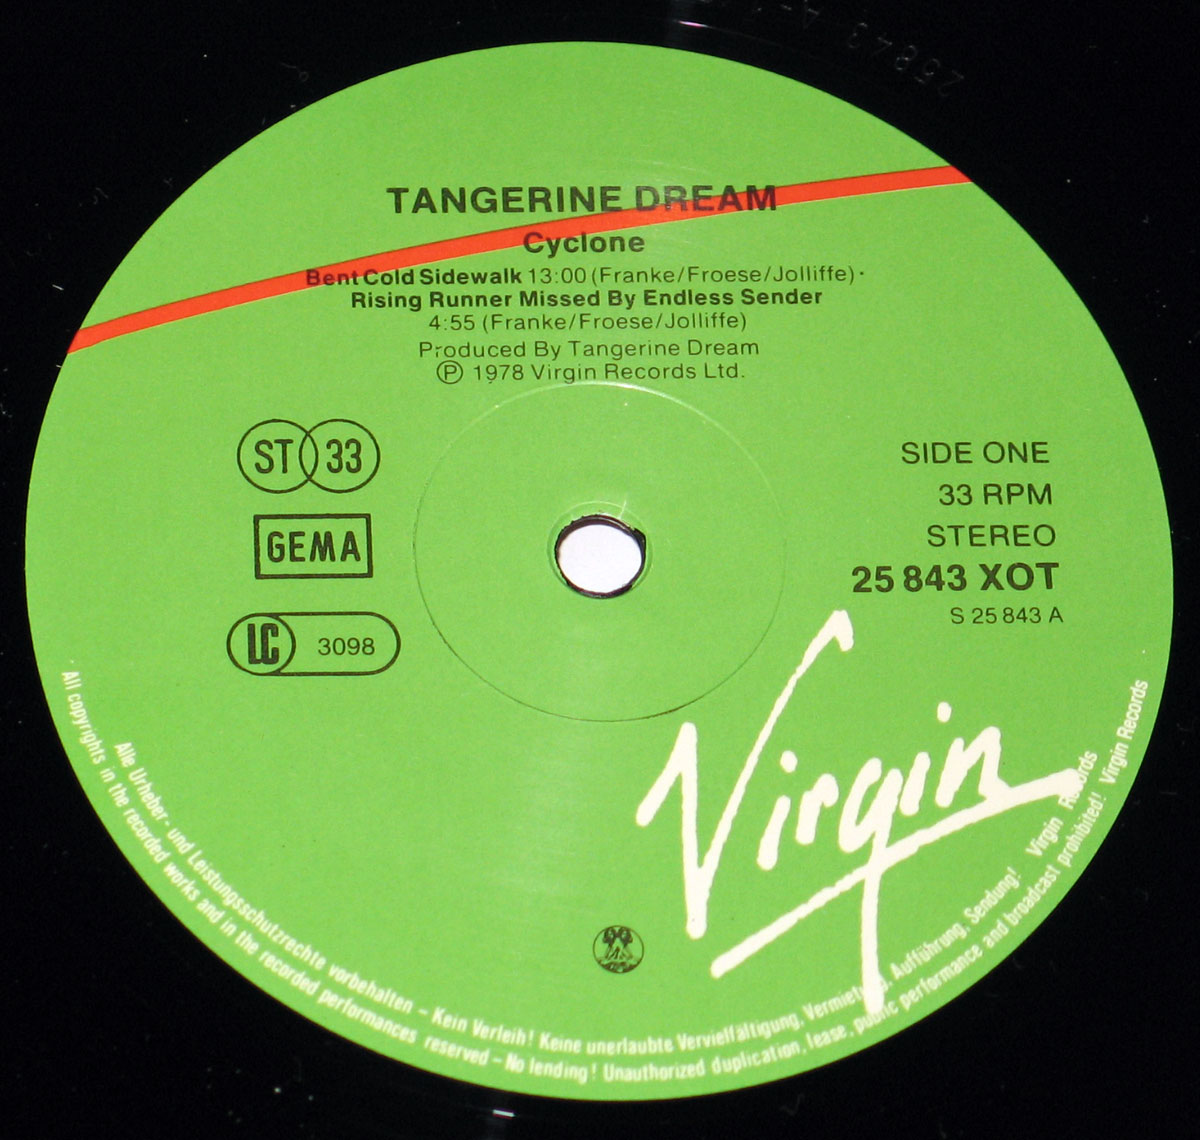 25843 A-
TANGERINE DREAM
Cyclone
Bent Cold Sidewalk 13:00 (Franke/Froese/Jolliffe) ·
Rising Runner Missed By Endless Sender
4:55 (Franke/Froese/Jolliffe)
Produced By Tangerine Dream
Ⓟ 1978 Virgin Records Ltd.
ST 33
GEMA
LC 3098
SIDE ONE
33 RPM
STEREO
25 843 XOT
S 25 843 A
Virgin
Alle Urheber- und Leistungsschutzrechte vorbehalten – Kein Verleih! Keine unerlaubte Vervielfältigung, Vermietung, Aufführung, Sendung! Virgin Records
All copyrights in the recorded works and in the recorded performances reserved – No lending! Unauthorized duplication, lease, public performance and broadcast prohibited! Virgin Records